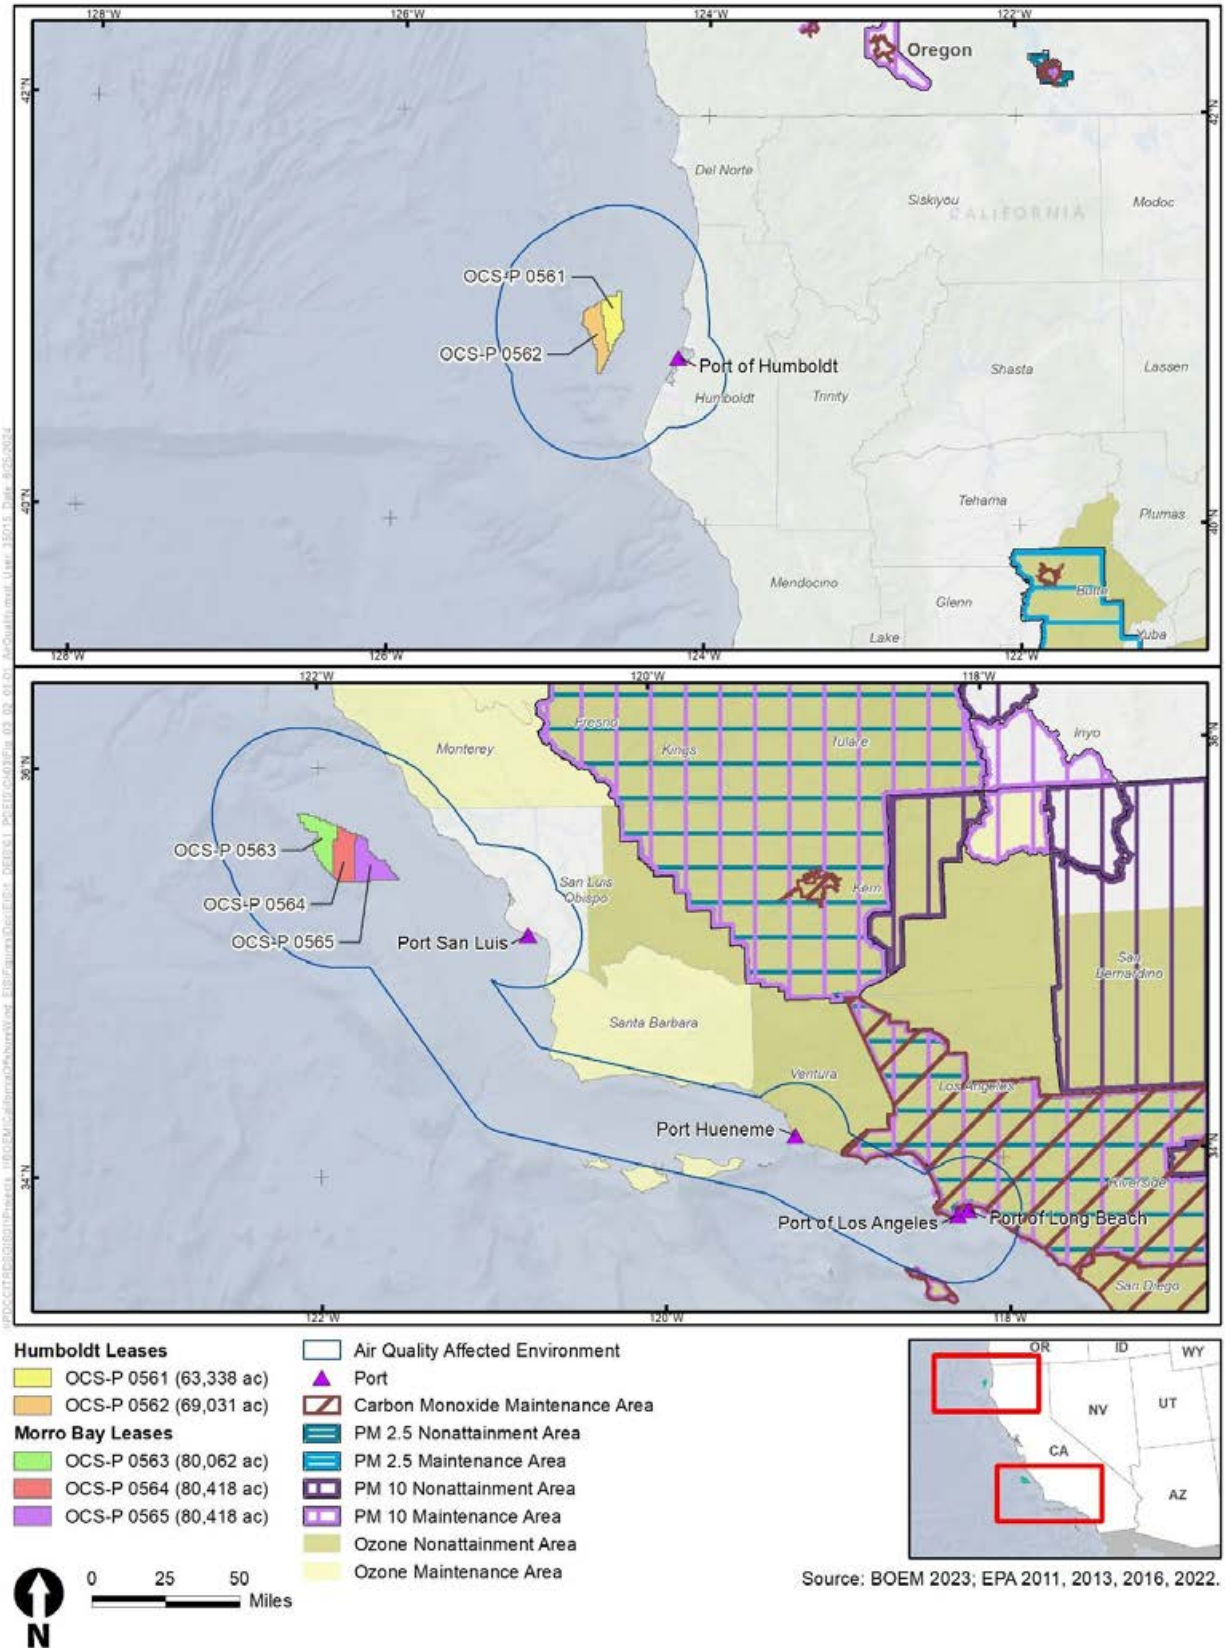 128°W 126°W 124°W 122°W
Oregon
42°N 42°N
Del Norte
Siskiyou
Modoc
CALIFORNIA
OCS-P 0561
OCS-P 0562
Port of Humboldt
Humboldt
Trinity
Shasta
Lassen
40°N 40°N
Tehama
Plumas
Mendocino
Glenn
Butte
Lake
Yuba
128°W 126°W 124°W 122°W
122°W 120°W 118°W
36°N 36°N
Monterey
Fresno
Kings
Tulare
Inyo
OCS-P 0563
OCS-P 0564
OCS-P 0565
San Luis
Obispo
Kern
Port San Luis
San
Bernardino
Santa Barbara
Ventura
Los Angeles
Port Hueneme
34°N 34°N
Riverside
Port of Los Angeles
Port of Long Beach
San Diego
122°W 120°W 118°W
Humboldt Leases
OCS-P 0561 (63,338 ac)
OCS-P 0562 (69,031 ac)
Morro Bay Leases
OCS-P 0563 (80,062 ac)
OCS-P 0564 (80,418 ac)
OCS-P 0565 (80,418 ac)
Air Quality Affected Environment
Port
Carbon Monoxide Maintenance Area
PM 2.5 Nonattainment Area
PM 2.5 Maintenance Area
PM 10 Nonattainment Area
PM 10 Maintenance Area
Ozone Nonattainment Area
Ozone Maintenance Area
OR ID WY
NV UT
CA
AZ
0 25 50
Miles
N
Source: BOEM 2023; EPA 2011, 2013, 2016, 2022.